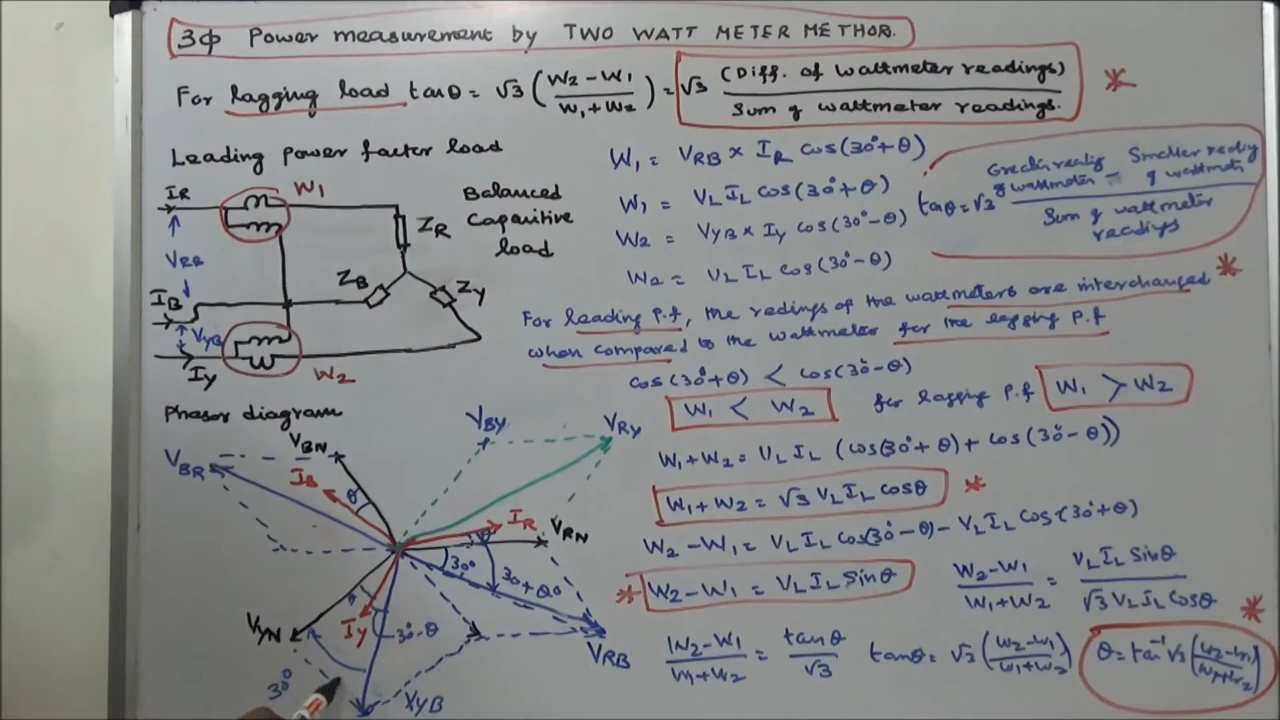 3Φ Power measurement by TWO WATT METER METHOD.
For lagging load tanθ = √3 (W2-W1 / W1+W2) = √3 (Diff. of wattmeter readings) / Sum of wattmeter readings. *
Leading power factor load
IR
W1
VRB
IB
VYB
IY
W2
ZR
ZB
ZY
Balanced
Capacitive
load
W1 = VRB × IR cos(30°+θ)
W1 = VL IL cos(30°+θ)
W2 = VYB × IY cos(30°-θ)
W2 = VL IL cos(30°-θ)
tanθ = √3 (Greater readig of wattmeter - Smaller readig of wattmetr) / Sum of wattmeter readigs
For leading p.f, the redings of the wattmeters are interchanged *
when compared to the wattmeter for the lagging p.f
cos(30°+θ) < cos(30°-θ)
W1 < W2
for lagging p.f W1 > W2
W1+W2 = VL IL (cos(30°+θ) + cos(30°-θ))
W1+W2 = √3 VL IL cosθ *
W2-W1 = VL IL cos(30°-θ) - VL IL cos(30°+θ)
* W2-W1 = VL IL Sinθ
W2-W1 / W1+W2 = VL IL Sinθ / √3 VL IL cosθ
W2-W1 / W1+W2 = tanθ / √3
tanθ = √3 (W2-W1 / W1+W2)
*
θ = tan⁻¹ √3 (W2-W1 / W1+W2)
Phasor diagram
VBN
VBR
IB
θ
VBY
VRY
IR
VRN
θ
30°
30+θ°
VRB
VYN
IY
30°-θ
30°
VYB